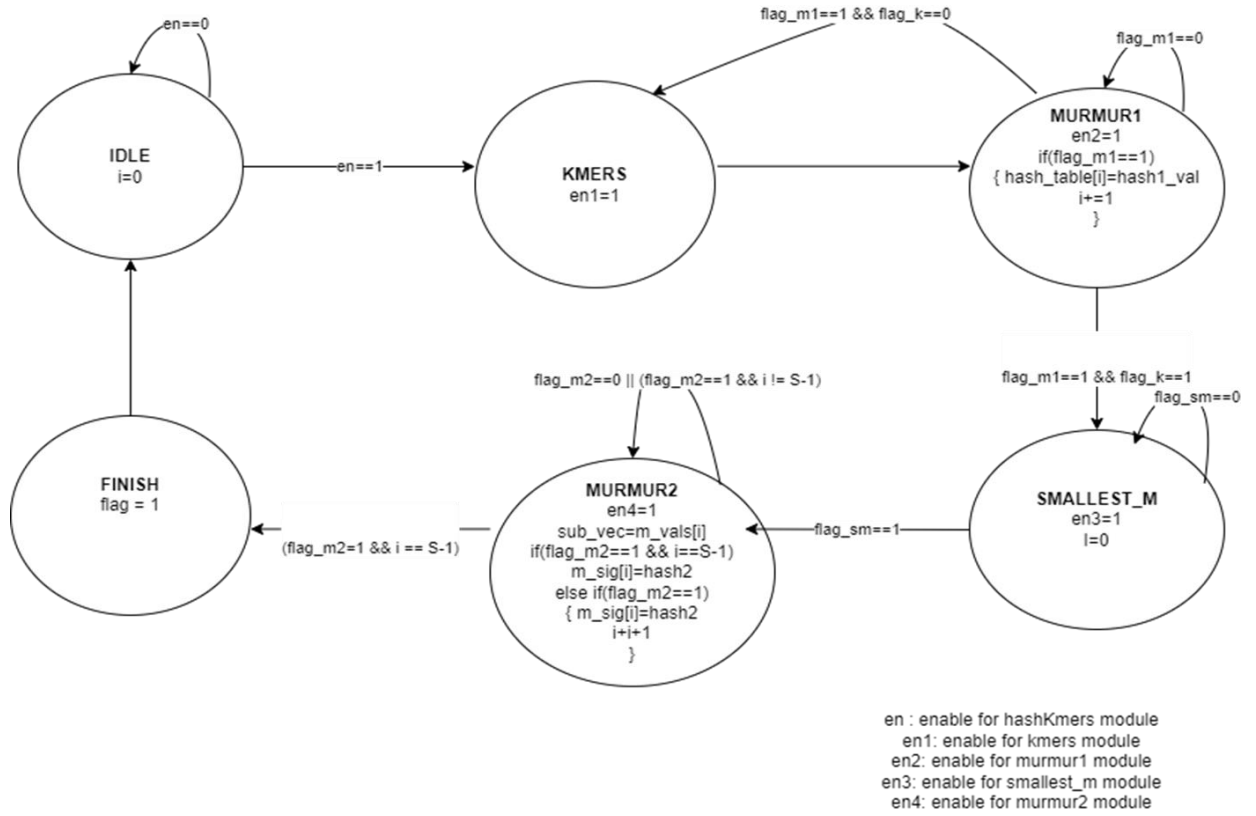 en==0
IDLE
i=0
en==1
KMERS
en1=1
flag_m1==1 && flag_k==0
flag_m1==0
MURMUR1
en2=1
if(flag_m1==1)
{ hash_table[i]=hash1_val
i+=1
}
flag_m1==1 && flag_k==1
flag_sm==0
SMALLEST_M
en3=1
I=0
flag_sm==1
flag_m2==0 || (flag_m2==1 && i != S-1)
MURMUR2
en4=1
sub_vec=m_vals[i]
if(flag_m2==1 && i==S-1)
m_sig[i]=hash2
else if(flag_m2==1)
{ m_sig[i]=hash2
i+i+1
}
(flag_m2=1 && i == S-1)
FINISH
flag = 1
en : enable for hashKmers module
en1: enable for kmers module
en2: enable for murmur1 module
en3: enable for smallest_m module
en4: enable for murmur2 module